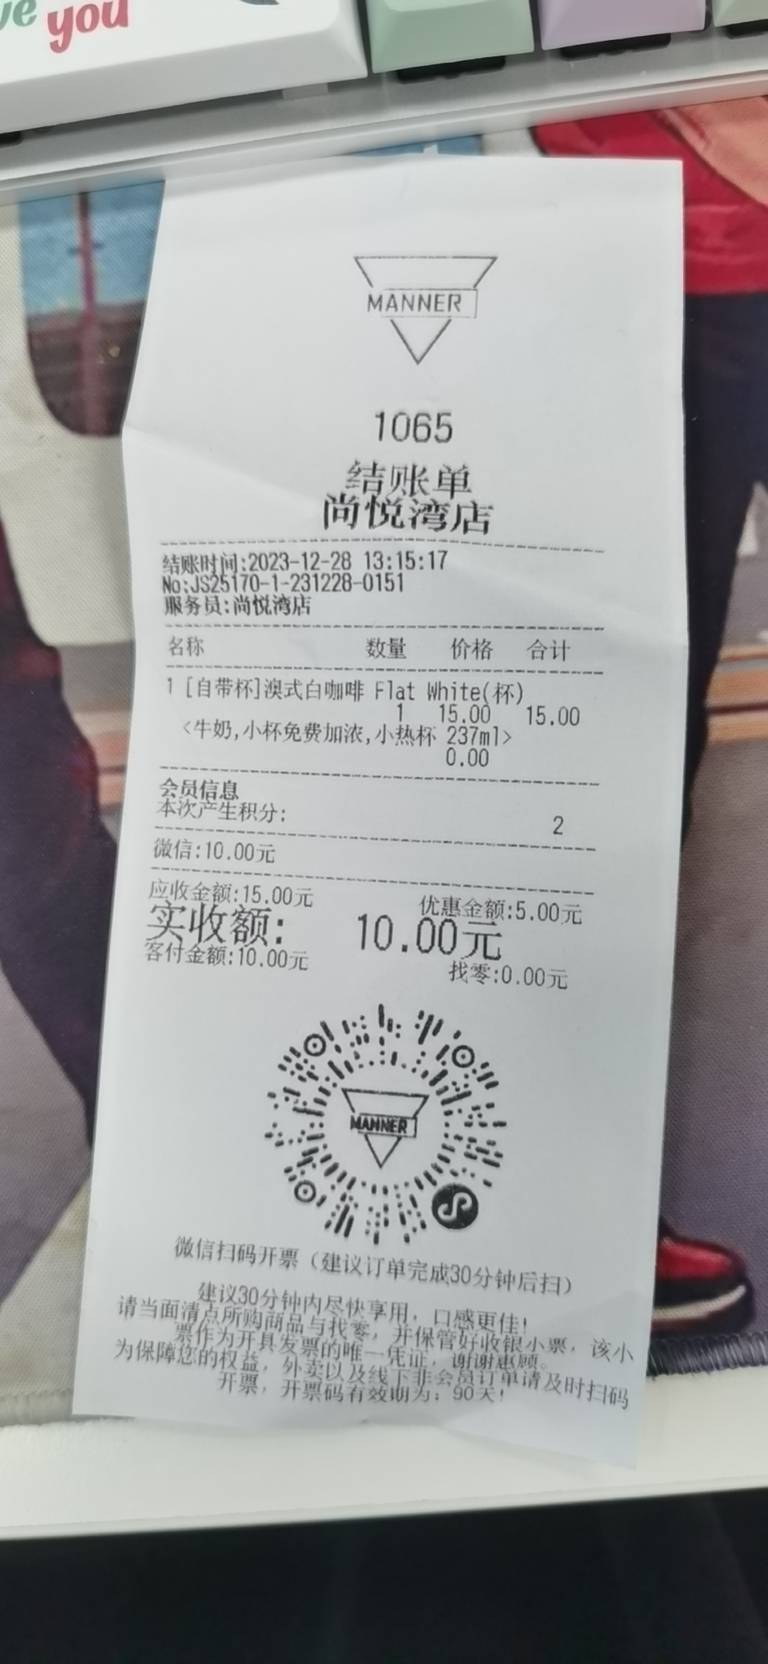 ve you
MANNER
1065
结账单
尚悦湾店
结账时间:2023-12-28 13:15:17
No:JS25170-1-231228-0151
服务员:尚悦湾店
名称 数量 价格 合计
1 [自带杯]澳式白咖啡 Flat White(杯)
1 15.00 15.00
<牛奶,小杯免费加浓,小热杯 237ml>
0.00
会员信息
本次产生积分: 2
微信:10.00元
应收金额:15.00元 优惠金额:5.00元
实收额: 10.00元
客付金额:10.00元 找零:0.00元
MANNER
微信扫码开票（建议订单完成30分钟后扫）
建议30分钟内尽快享用，口感更佳！
请当面清点所购商品与找零，并保管好收银小票，该小
票作为开具发票的唯一凭证，谢谢惠顾。
为保障您的权益，外卖以及线下非会员订单请及时扫码
开票，开票码有效期为：90天！